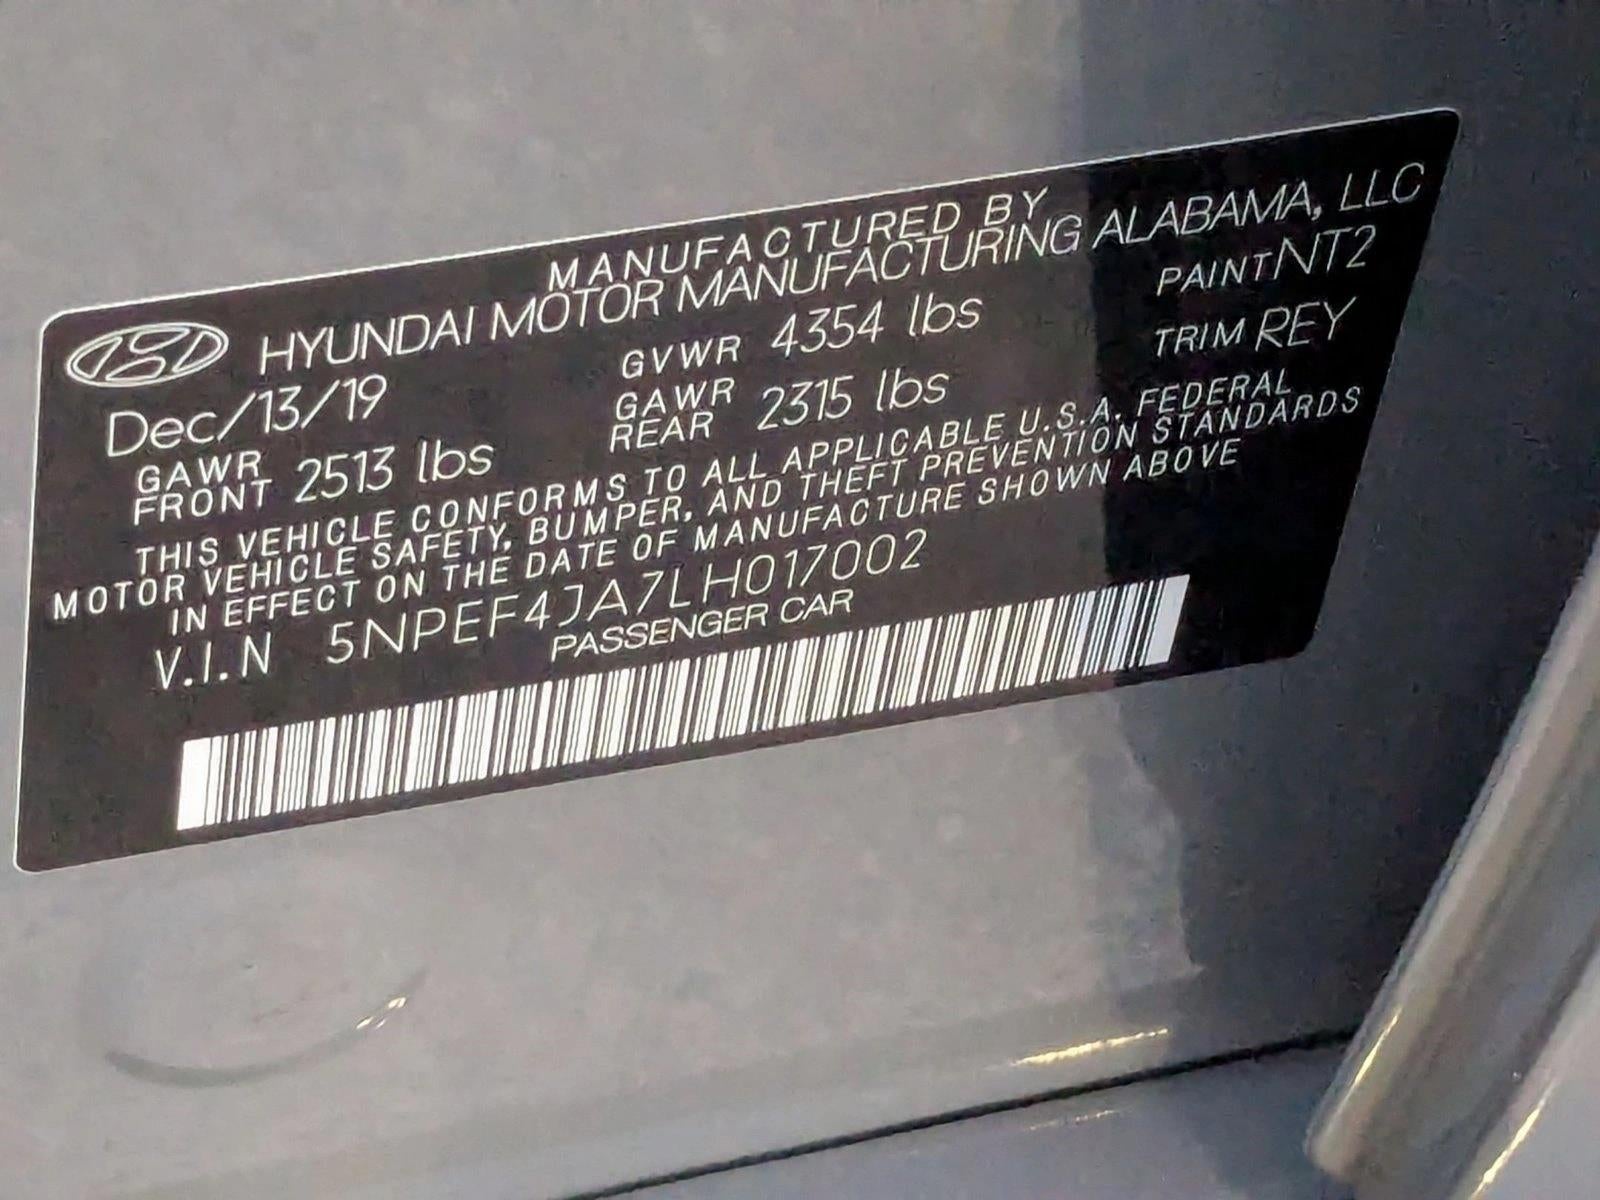 MANUFACTURED BY
HYUNDAI MOTOR MANUFACTURING ALABAMA, LLC
Dec/13/19 GVWR 4354 lbs PAINT NT2
GAWR FRONT 2513 lbs GAWR REAR 2315 lbs TRIM REY
THIS VEHICLE CONFORMS TO ALL APPLICABLE U.S.A. FEDERAL
MOTOR VEHICLE SAFETY, BUMPER, AND THEFT PREVENTION STANDARDS
IN EFFECT ON THE DATE OF MANUFACTURE SHOWN ABOVE
V.I.N 5NPEF4JA7LH017002
PASSENGER CAR